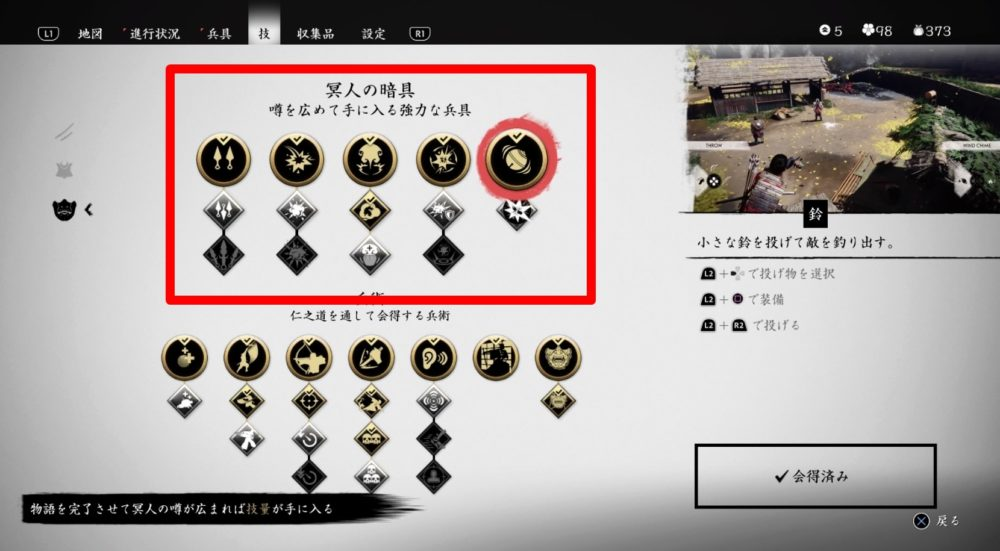 L1 地図 進行状況 兵具 技 収集品 設定 R1
5 98 373
冥人の暗具
噂を広めて手に入る強力な兵具
仁之道を通して会得する兵術
THROW
WIND CHIME
鈴
小さな鈴を投げて敵を釣り出す。
L2 + で投げ物を選択
L2 + で装備
L2 + R2 で投げる
✓会得済み
物語を完了させて冥人の噂が広まれば技量が手に入る
戻る